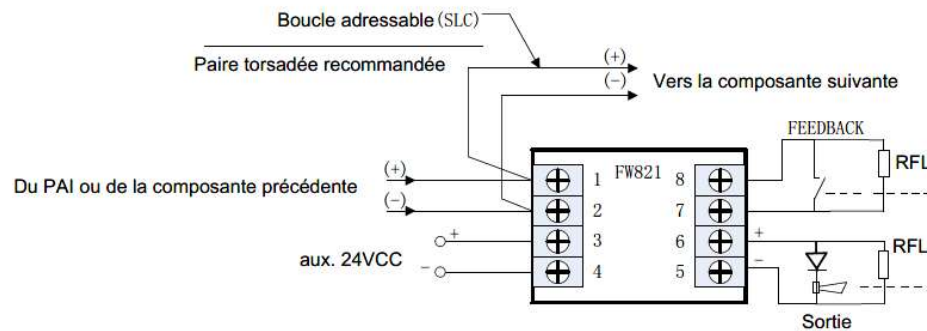 Boucle adressable (SLC)
Paire torsadée recommandée
(+)
(-)
Vers la composante suivante
FEEDBACK
RFL
Du PAI ou de la composante précédente
(+)
(-)
aux. 24VCC
+
-
FW821
1
2
3
4
8
7
6
5
+
-
RFL
Sortie